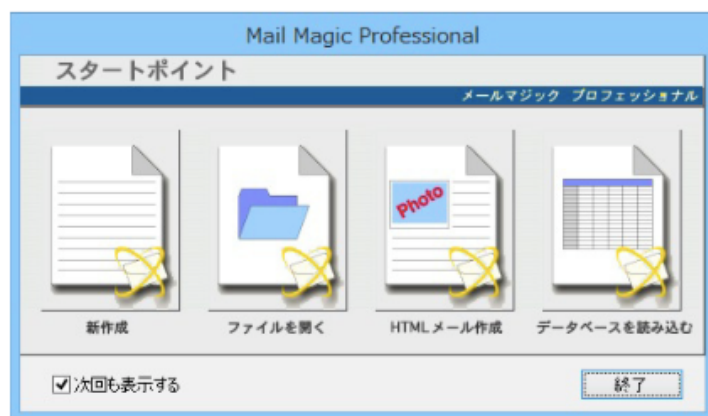 Mail Magic Professional
スタートポイント
メールマジック プロフェッショナル
Photo
新作成
ファイルを開く
HTMLメール作成
データベースを読み込む
次回も表示する
終了